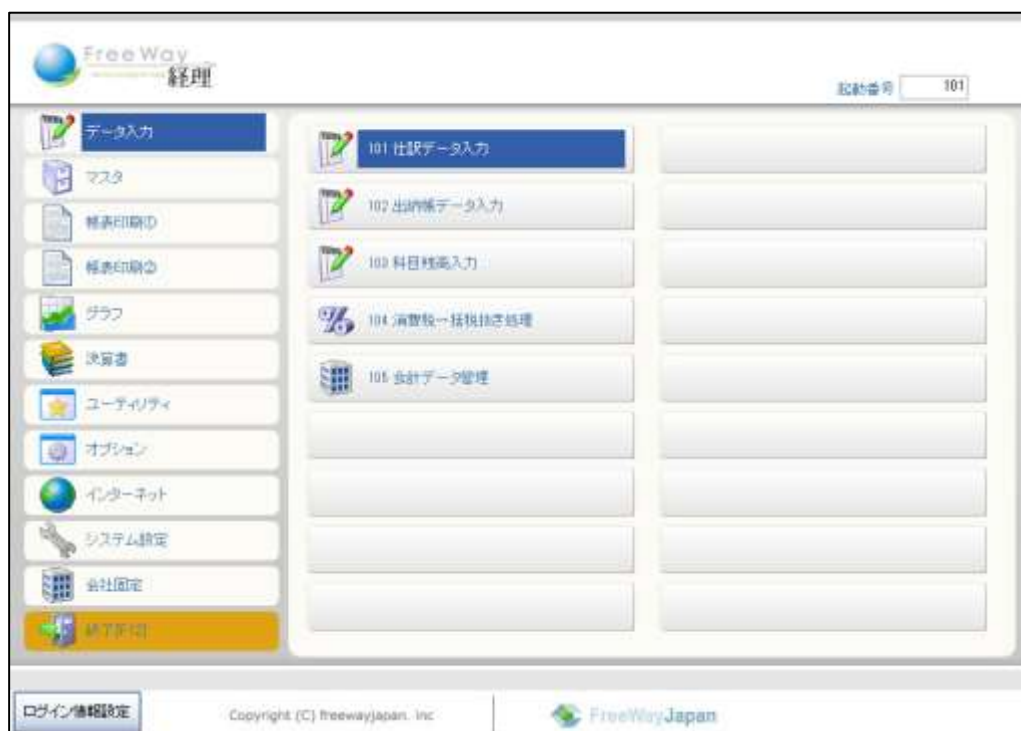 FreeWay
経理
起動番号 101
データ入力
マスタ
帳表印刷①
帳表印刷②
グラフ
決算書
ユーティリティ
オプション
インターネット
システム設定
会社固定
終了[F12]
101 仕訳データ入力
102 出納帳データ入力
103 科目残高入力
104 消費税一括税抜き処理
105 会計データ管理
ログイン情報設定
Copyright (C) freewayjapan. inc
FreeWayJapan